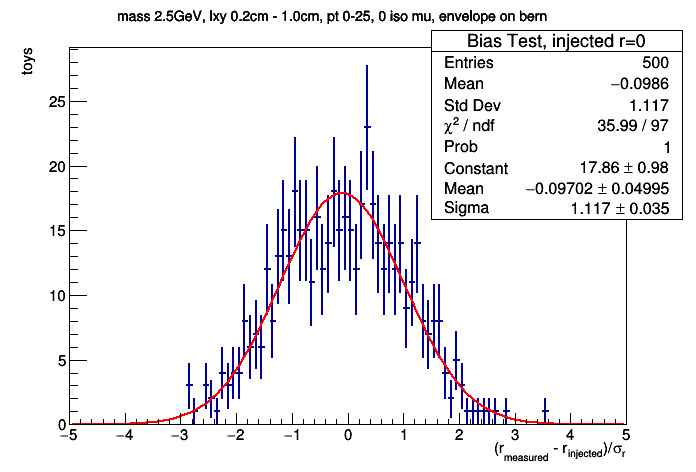 mass 2.5GeV, lxy 0.2cm - 1.0cm, pt 0-25, 0 iso mu, envelope on bern
Bias Test, injected r=0
Entries 500
Mean −0.0986
Std Dev 1.117
χ² / ndf 35.99 / 97
Prob 1
Constant 17.86 ± 0.98
Mean −0.09702 ± 0.04995
Sigma 1.117 ± 0.035
toys
25
20
15
10
5
0
−5 −4 −3 −2 −1 0 1 2 3 4 5
(r_measured - r_injected)/σ_r